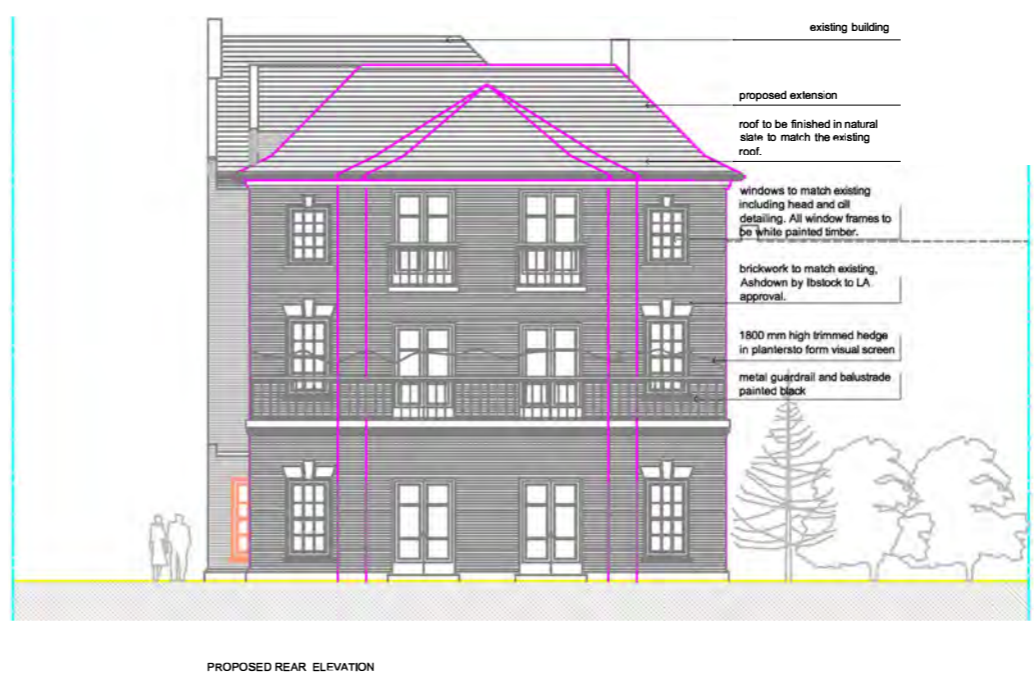 existing building
proposed extension
roof to be finished in natural
slate to match the existing
roof.
windows to match existing
including head and cill
detailing. All window frames to
be white painted timber.
brickwork to match existing,
Ashdown by Ibstock to LA
approval.
1800 mm high trimmed hedge
in plantersto form visual screen
metal guardrail and balustrade
painted black
PROPOSED REAR ELEVATION